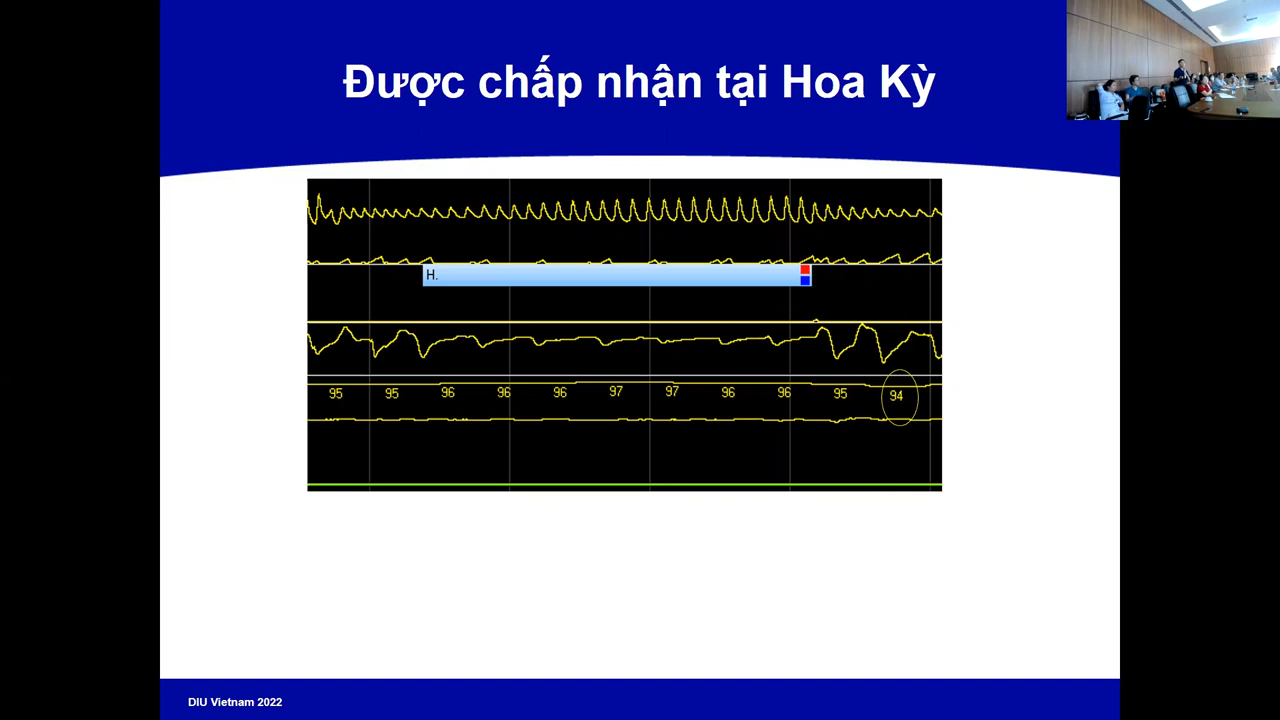 Được chấp nhận tại Hoa Kỳ
H.
95 95 96 96 96 97 97 96 96 95 94
DIU Vietnam 2022